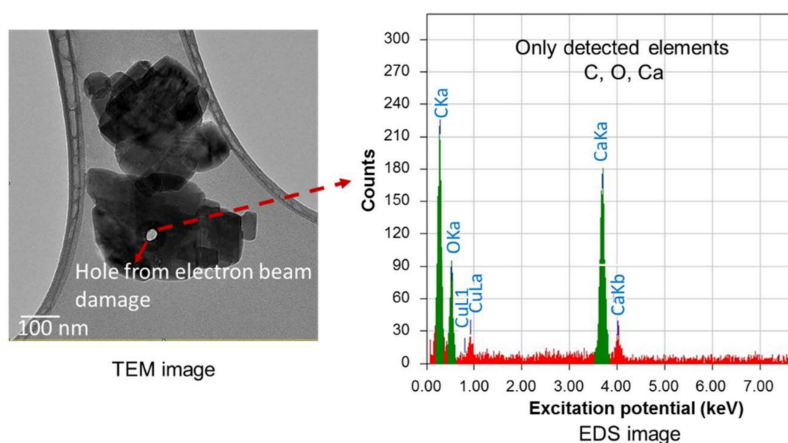 Hole from electron beam
damage
100 nm
TEM image
Only detected elements
C, O, Ca
CKa
OKa
CuL1
CuLa
CaKa
CaKb
Counts
300
270
240
210
180
150
120
90
60
30
0
0.00 1.00 2.00 3.00 4.00 5.00 6.00 7.00
Excitation potential (keV)
EDS image